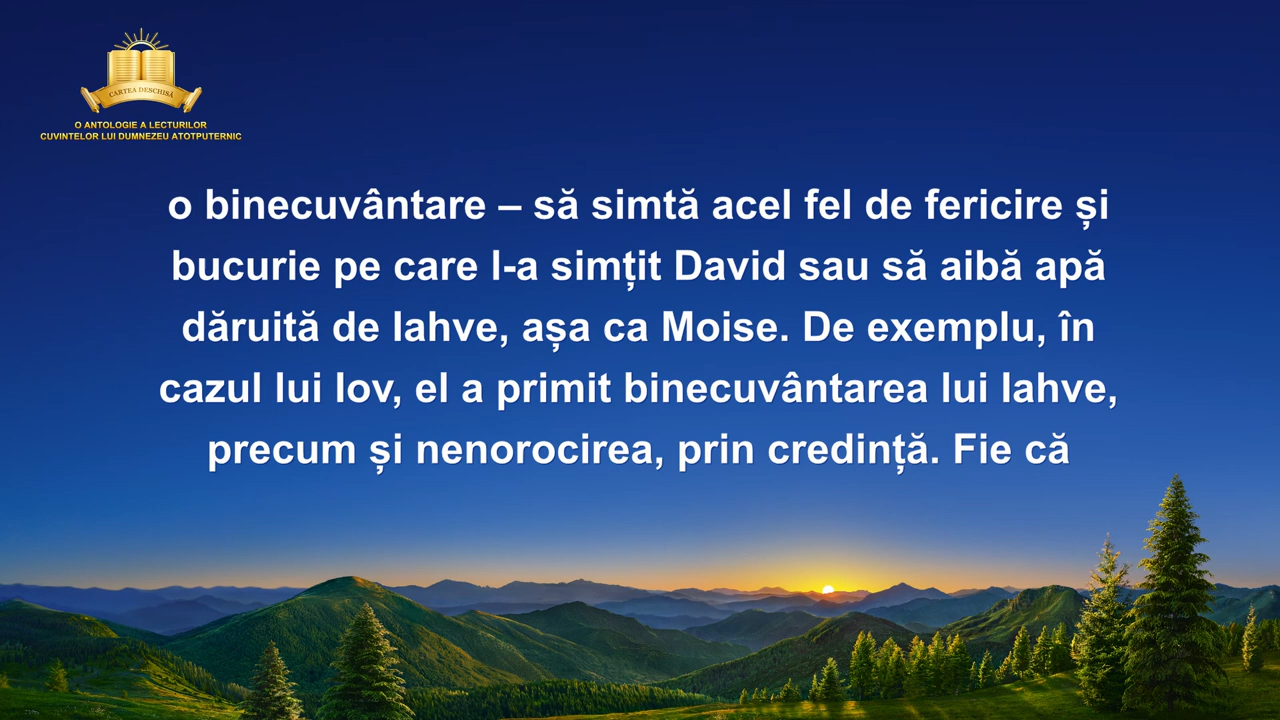 CARTEA DESCHISĂ
O ANTOLOGIE A LECTURILOR
CUVINTELOR LUI DUMNEZEU ATOTPUTERNIC
o binecuvântare – să simtă acel fel de fericire și
bucurie pe care l-a simțit David sau să aibă apă
dăruită de Iahve, așa ca Moise. De exemplu, în
cazul lui Iov, el a primit binecuvântarea lui Iahve,
precum și nenorocirea, prin credință. Fie că